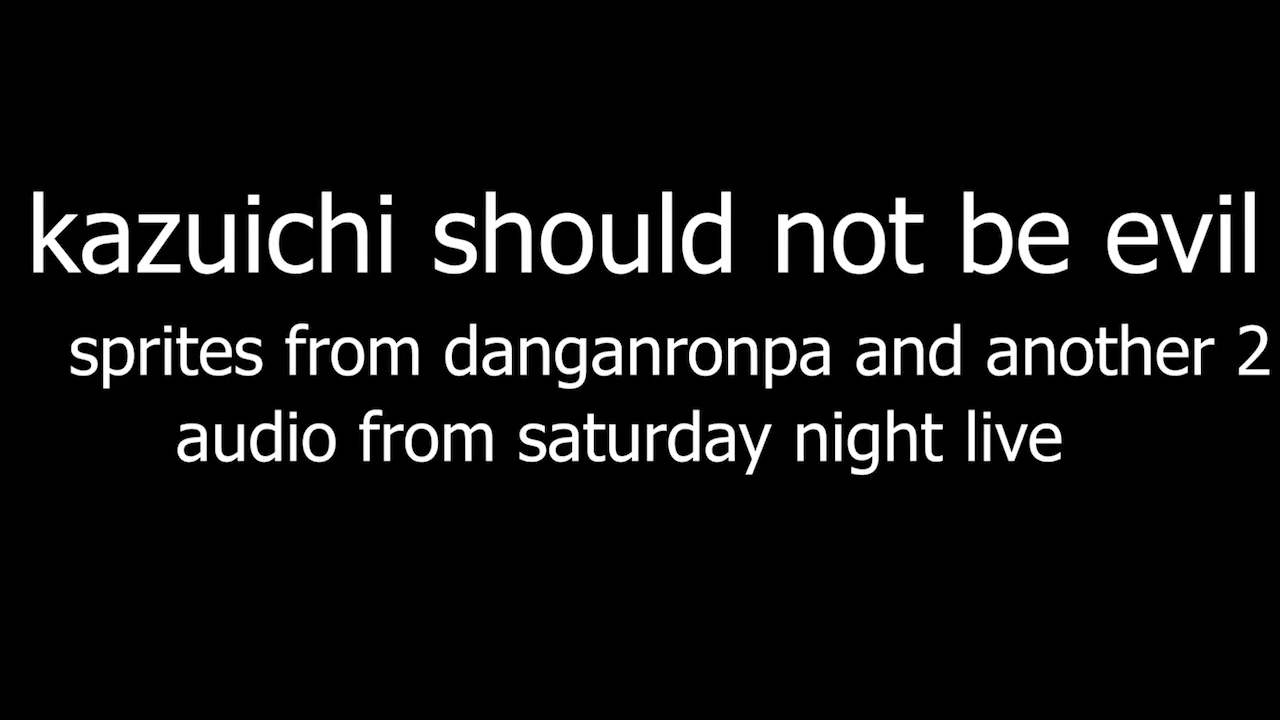 kazuichi should not be evil
sprites from danganronpa and another 2
audio from saturday night live